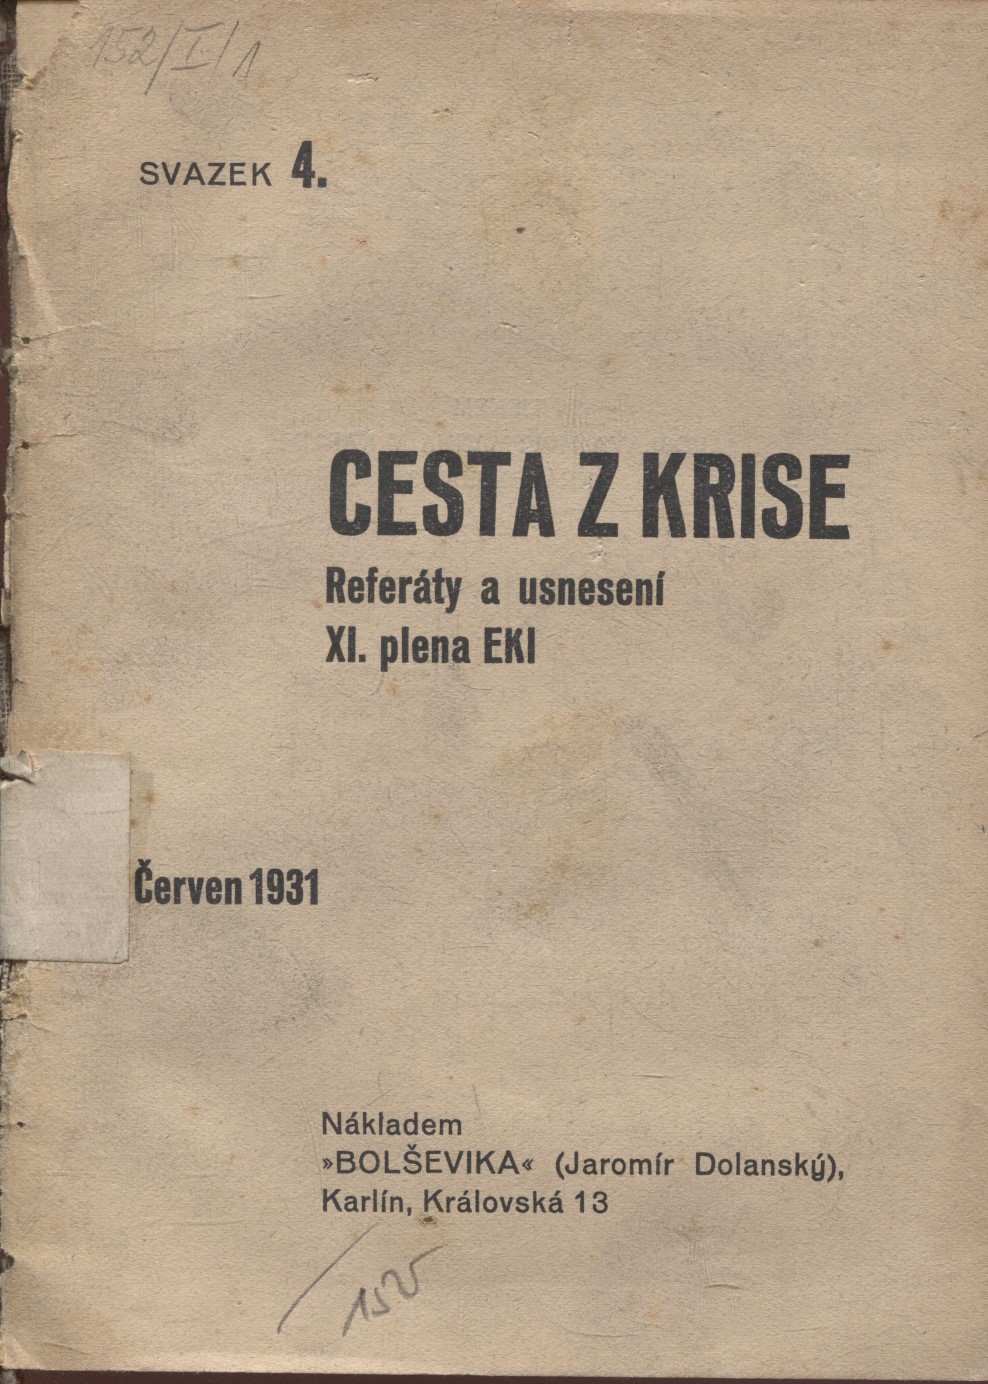 152/I/1
SVAZEK 4.
CESTA Z KRISE
Referáty a usnesení
XI. plena EKI
Červen 1931
Nákladem
»BOLŠEVIKA« (Jaromír Dolanský),
Karlín, Královská 13